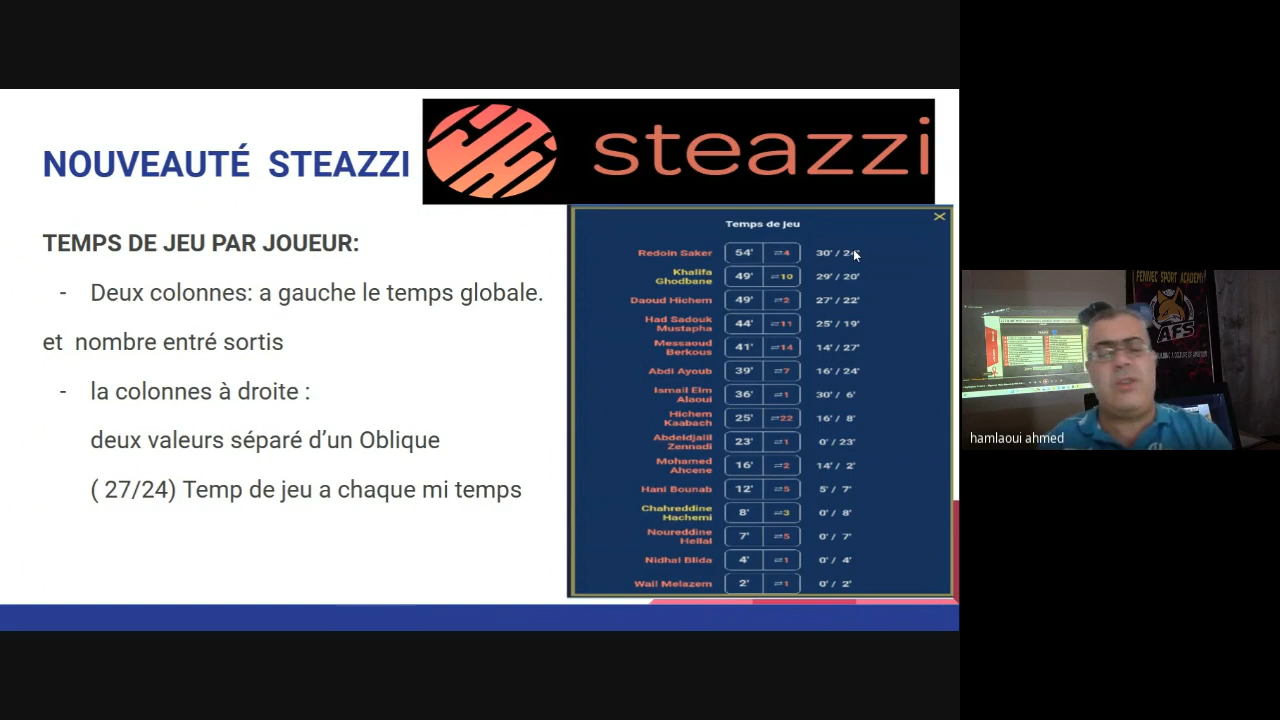 NOUVEAUTÉ STEAZZI
steazzi
TEMPS DE JEU PAR JOUEUR:
- Deux colonnes: a gauche le temps globale.
et nombre entré sortis
- la colonnes à droite :
deux valeurs séparé d’un Oblique
( 27/24) Temp de jeu a chaque mi temps
Temps de jeu
Redoin Saker 54' ⇌4 30' / 24'
Khalifa
Ghodbane 49' ⇌10 29' / 20'
Daoud Hichem 49' ⇌2 27' / 22'
Had Sadouk
Mustapha 44' ⇌11 25' / 19'
Messaoud
Berkous 41' ⇌14 14' / 27'
Abdi Ayoub 39' ⇌7 16' / 24'
Ismail Elm
Alaoui 36' ⇌1 30' / 6'
Hichem
Kaabach 25' ⇌22 16' / 8'
Abdeldjalil
Zennadi 23' ⇌1 0' / 23'
Mohamed
Ahcene 16' ⇌2 14' / 2'
Hani Bounab 12' ⇌5 5' / 7'
Chahreddine
Hachemi 8' ⇌3 0' / 8'
Noureddine
Hellal 7' ⇌5 0' / 7'
Nidhal Blida 4' ⇌1 0' / 4'
Wail Melazem 2' ⇌1 0' / 2'
FENNEC SPORT ACADEMY
AFS
hamlaoui ahmed